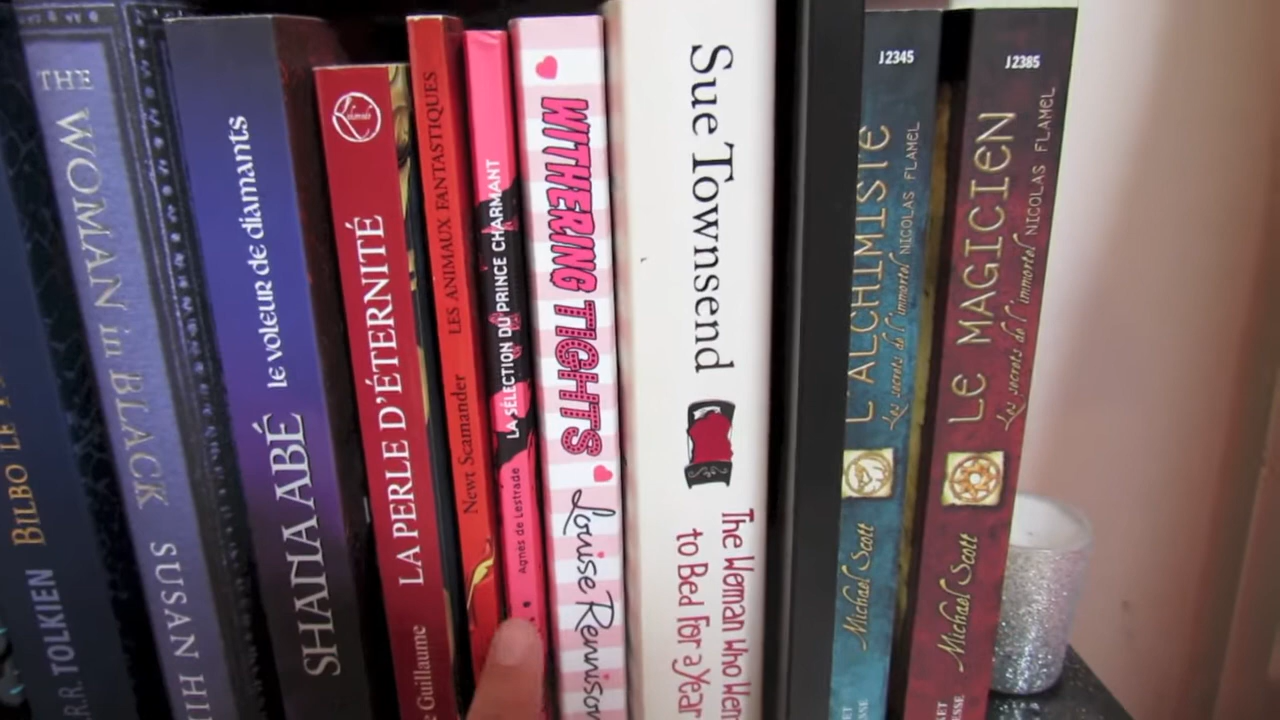 BILBO LE
J.R.R. TOLKIEN
THE WOMAN in BLACK
SUSAN
SHANA ABÉ le voleur de diamants
LA PERLE D'ÉTERNITÉ
Guillaume
Newt Scamander LES ANIMAUX FANTASTIQUES
Agnès de Lestrade LA SÉLECTION DU PRINCE CHARMANT
WITHERING TIGHTS
Louise Rennison
Sue Townsend
The Woman Who Wen
to Bed For a Year
J2345
Michael Scott L'ALCHIMISTE
Les secrets de l'immortel NICOLAS FLAMEL
J2385
Michael Scott LE MAGICIEN
Les secrets de l'immortel NICOLAS FLAMEL